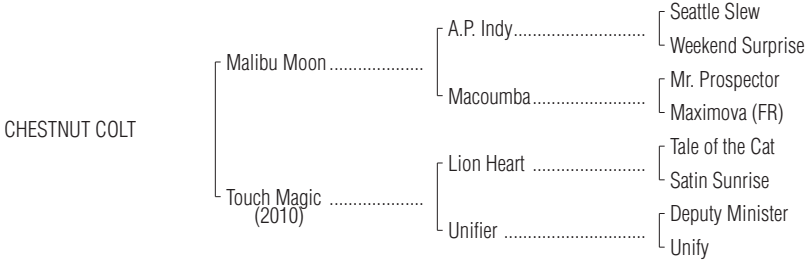 Seattle Slew
A.P. Indy..............................
Weekend Surprise
Malibu Moon .....................
Mr. Prospector
Macoumba..........................
Maximova (FR)
CHESTNUT COLT
Tale of the Cat
Lion Heart ..........................
Satin Sunrise
Touch Magic .....................
(2010)
Deputy Minister
Unifier ................................
Unify